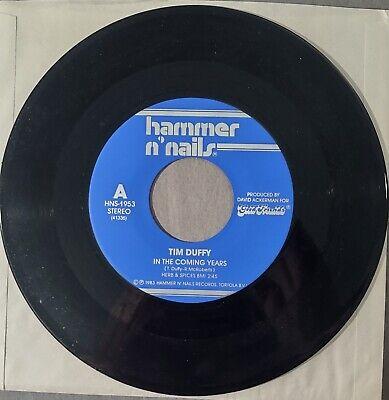 hammer
n' nails®
A
HNS-1953
STEREO
(41336)
PRODUCED BY
DAVID ACKERMAN FOR
TIM DUFFY
IN THE COMING YEARS
(T. Duffy-R. McRoberts)
HERB & SPICES BMI 2:45
©℗1983 HAMMER N' NAILS RECORDS, TORTOLA B.V.I.